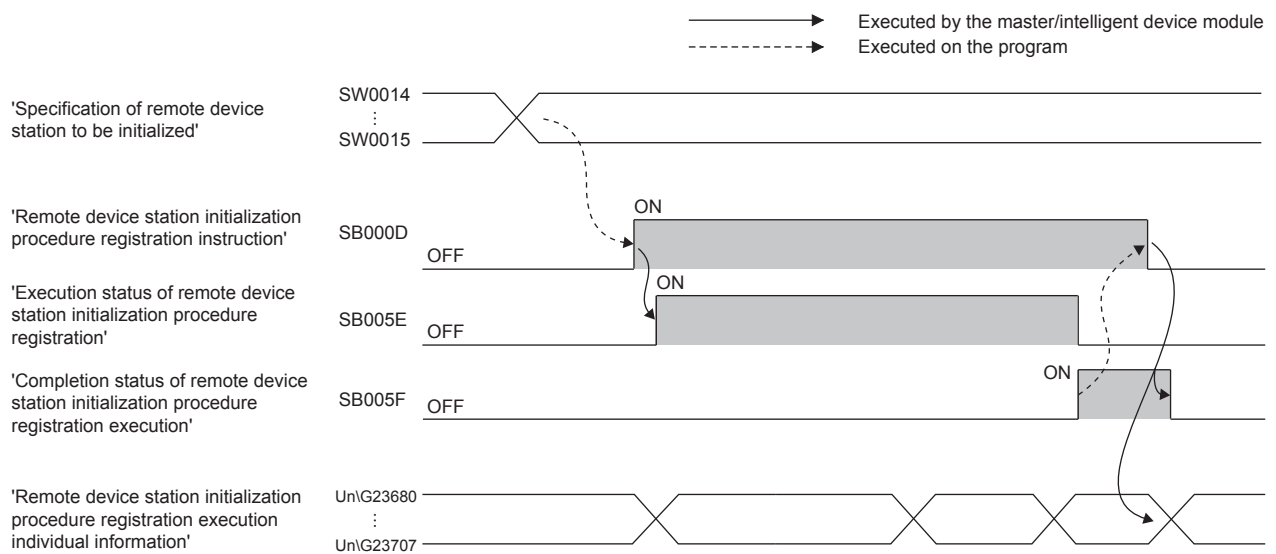 Executed by the master/intelligent device module
Executed on the program
'Specification of remote device
station to be initialized'
SW0014
⋮
SW0015
'Remote device station initialization
procedure registration instruction'
SB000D
OFF
ON
'Execution status of remote device
station initialization procedure
registration'
SB005E
OFF
ON
'Completion status of remote device
station initialization procedure
registration execution'
SB005F
OFF
ON
'Remote device station initialization
procedure registration execution
individual information'
Un\G23680
⋮
Un\G23707